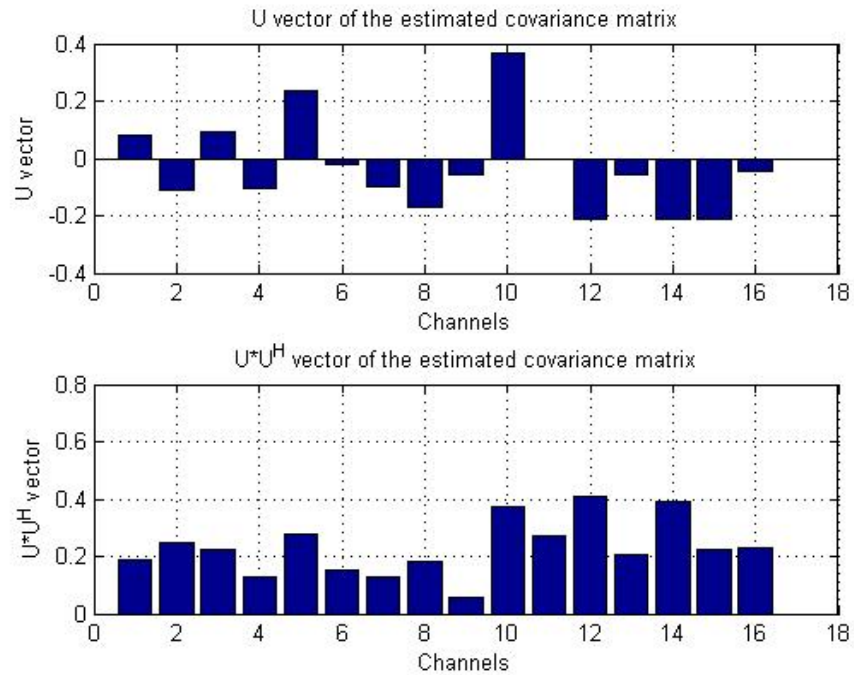 U vector of the estimated covariance matrix
0.4
0.2
0
-0.2
-0.4
U vector
0 2 4 6 8 10 12 14 16 18
Channels
U*U^H vector of the estimated covariance matrix
0.8
0.6
0.4
0.2
0
U*U^H vector
0 2 4 6 8 10 12 14 16 18
Channels